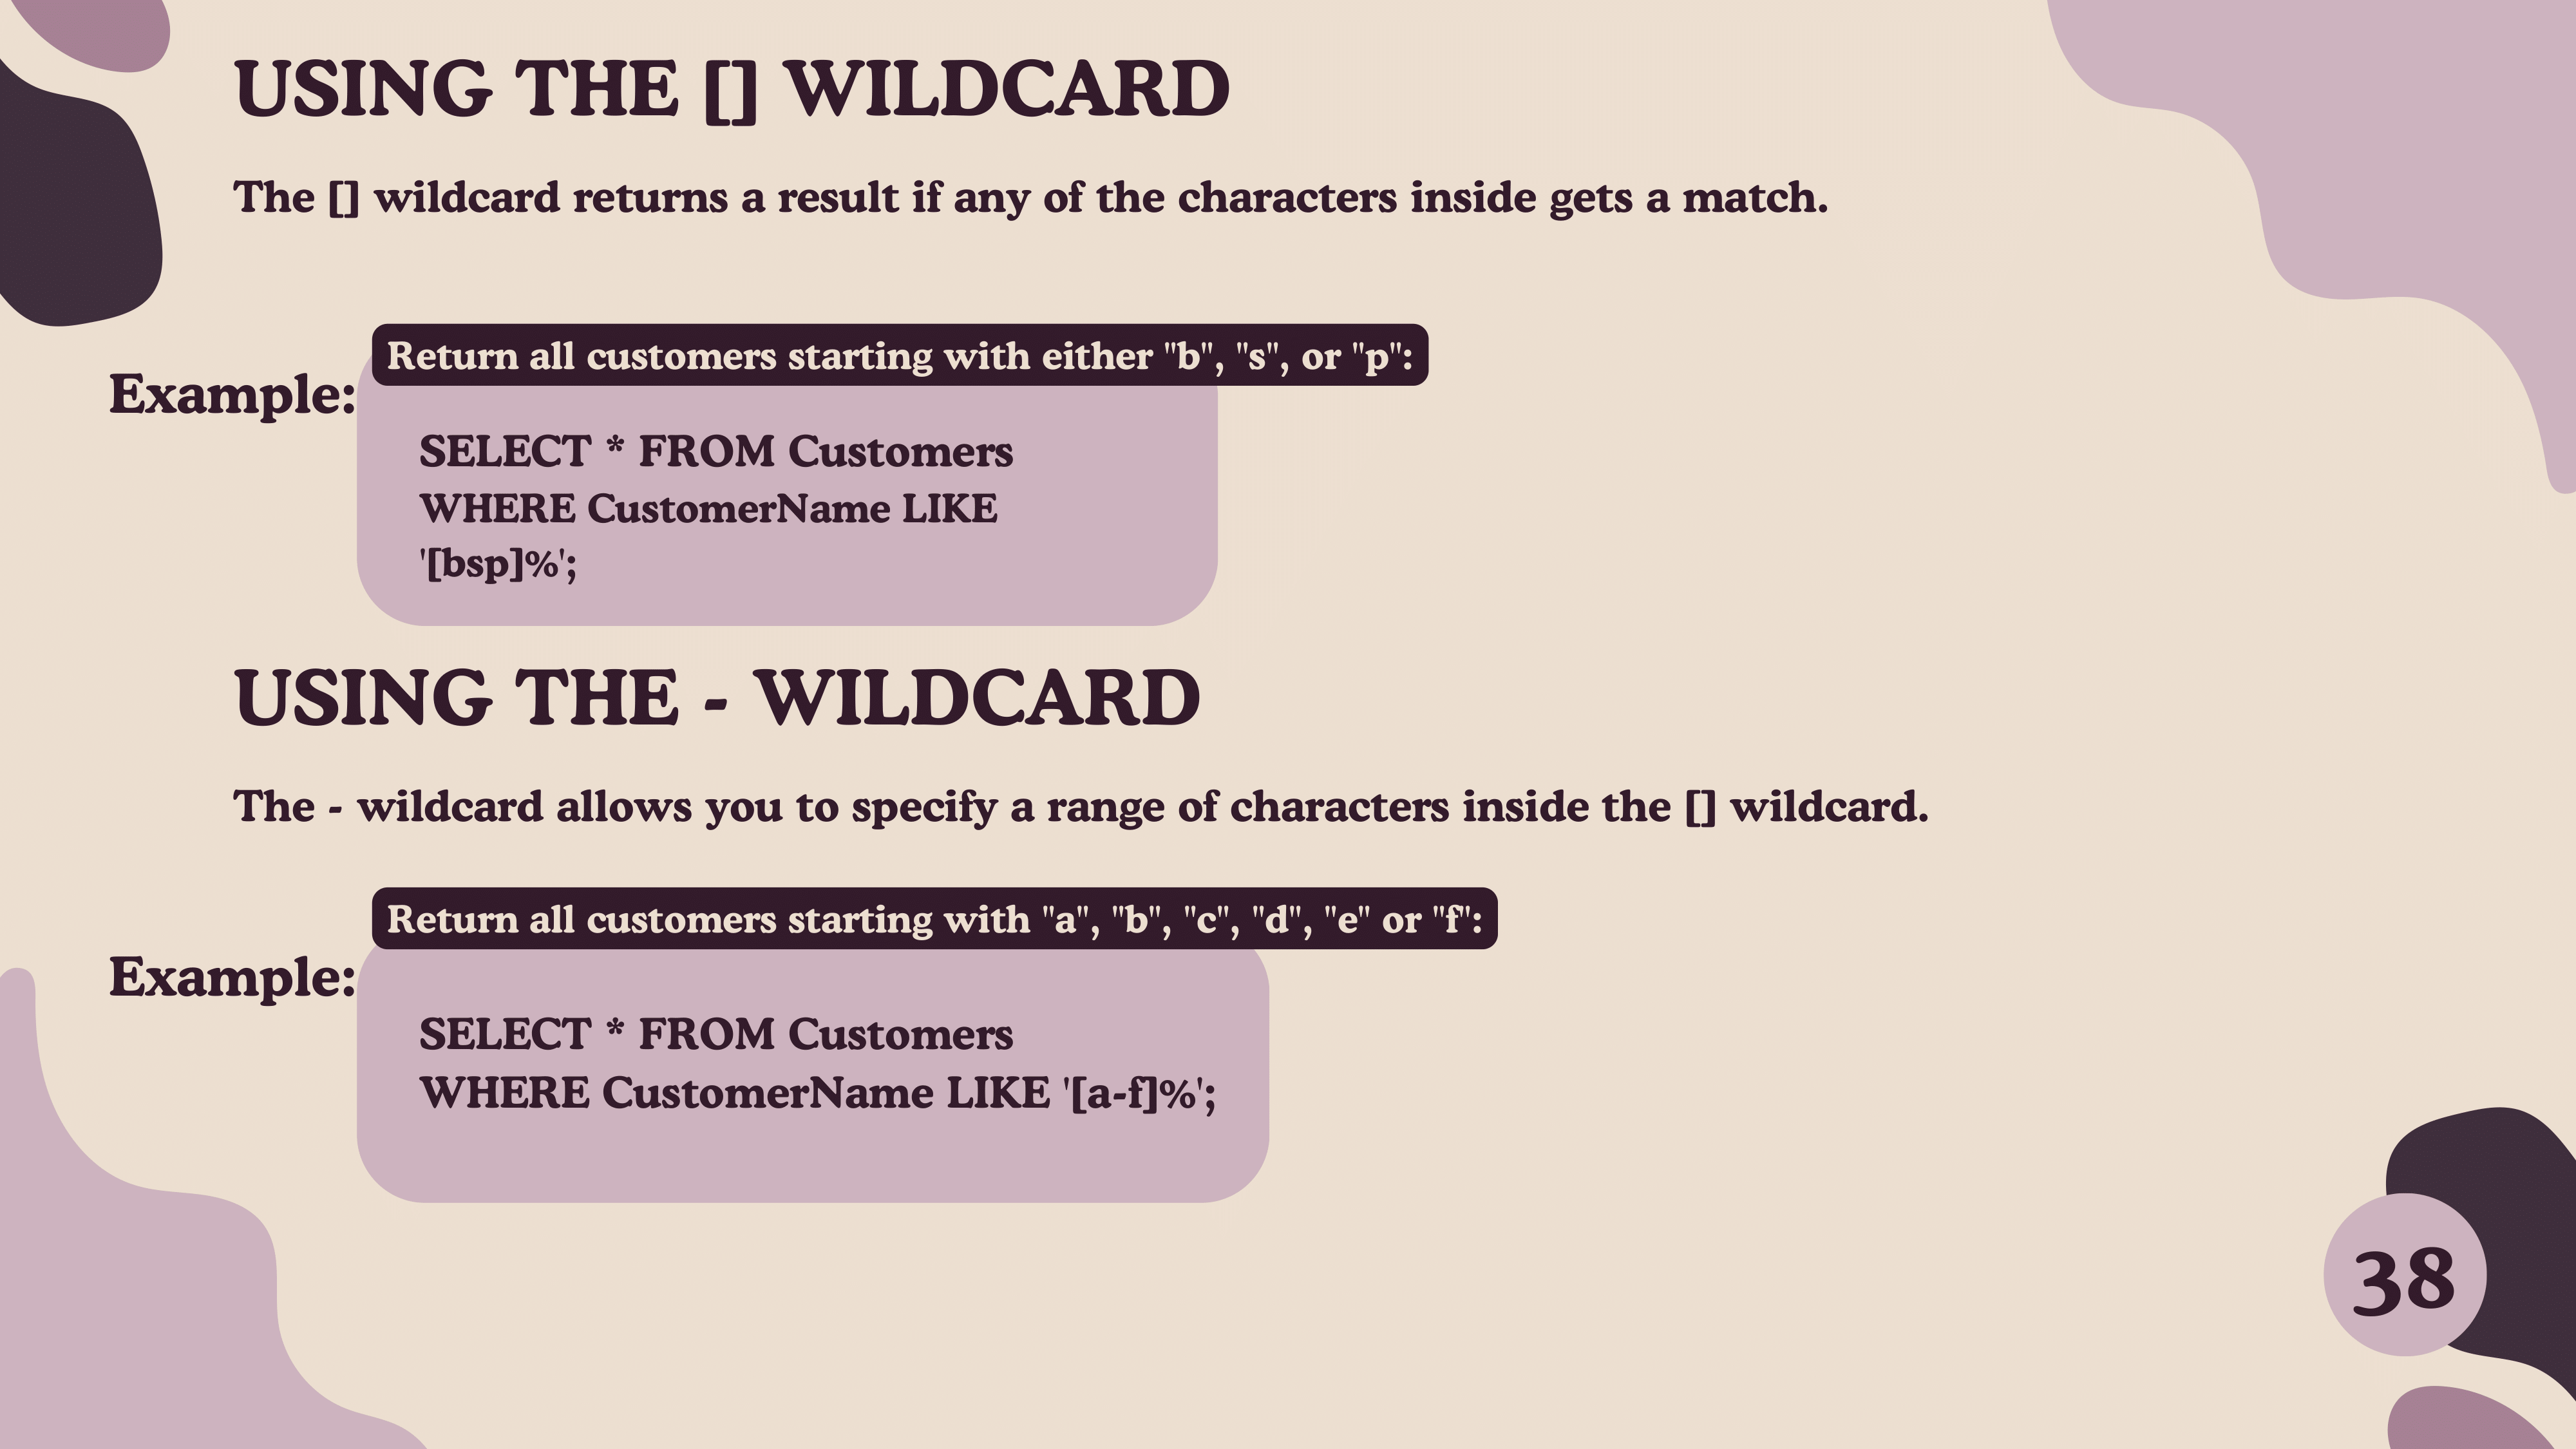 USING THE [] WILDCARD
The [] wildcard returns a result if any of the characters inside gets a match.
Return all customers starting with either "b", "s", or "p":
Example:
SELECT * FROM Customers
WHERE CustomerName LIKE
'[bsp]%';
USING THE - WILDCARD
The - wildcard allows you to specify a range of characters inside the [] wildcard.
Return all customers starting with "a", "b", "c", "d", "e" or "f":
Example:
SELECT * FROM Customers
WHERE CustomerName LIKE '[a-f]%';
38